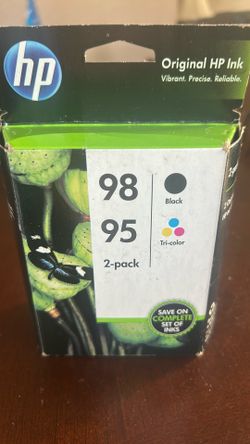 hp
Original HP Ink
Vibrant. Precise. Reliable.
98
Black
95
Tri-color
2-pack
SAVE ON
COMPLETE
SET OF
INKS